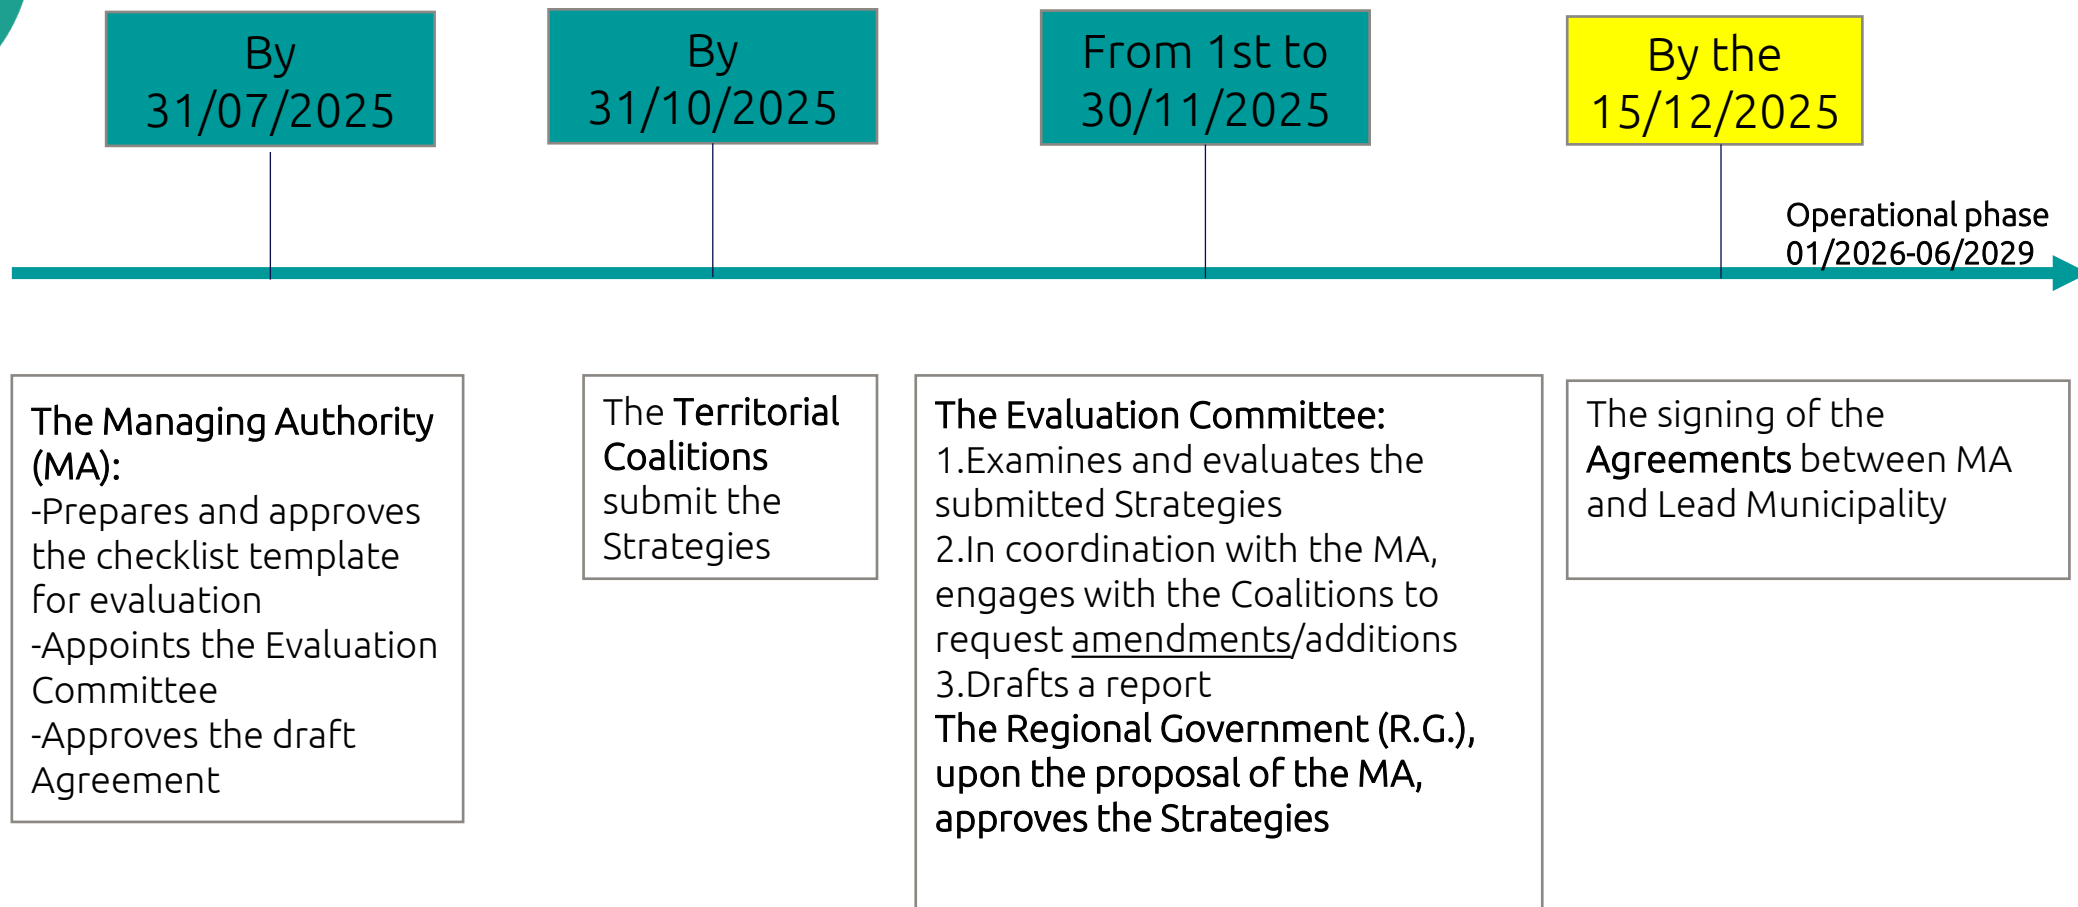 By
31/07/2025
By
31/10/2025
From 1st to
30/11/2025
By the
15/12/2025
Operational phase
01/2026-06/2029
The Managing Authority
(MA):
-Prepares and approves
the checklist template
for evaluation
-Appoints the Evaluation
Committee
-Approves the draft
Agreement
The Territorial
Coalitions
submit the
Strategies
The Evaluation Committee:
1.Examines and evaluates the
submitted Strategies
2.In coordination with the MA,
engages with the Coalitions to
request amendments/additions
3.Drafts a report
The Regional Government (R.G.),
upon the proposal of the MA,
approves the Strategies
The signing of the
Agreements between MA
and Lead Municipality